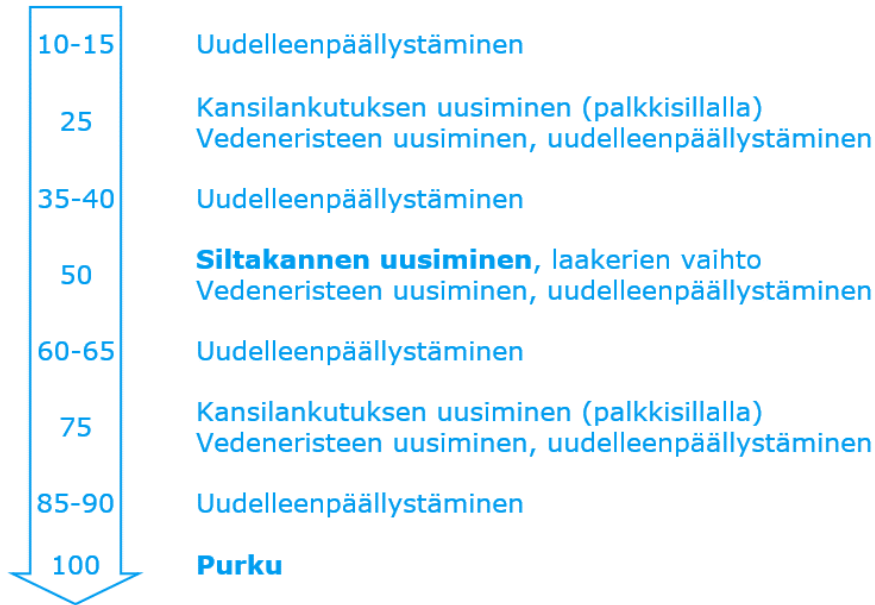 10-15 Uudelleenpäällystäminen
25 Kansilankutuksen uusiminen (palkkisillalla)
Vedeneristeen uusiminen, uudelleenpäällystäminen
35-40 Uudelleenpäällystäminen
50 Siltakannen uusiminen, laakerien vaihto
Vedeneristeen uusiminen, uudelleenpäällystäminen
60-65 Uudelleenpäällystäminen
75 Kansilankutuksen uusiminen (palkkisillalla)
Vedeneristeen uusiminen, uudelleenpäällystäminen
85-90 Uudelleenpäällystäminen
100 Purku